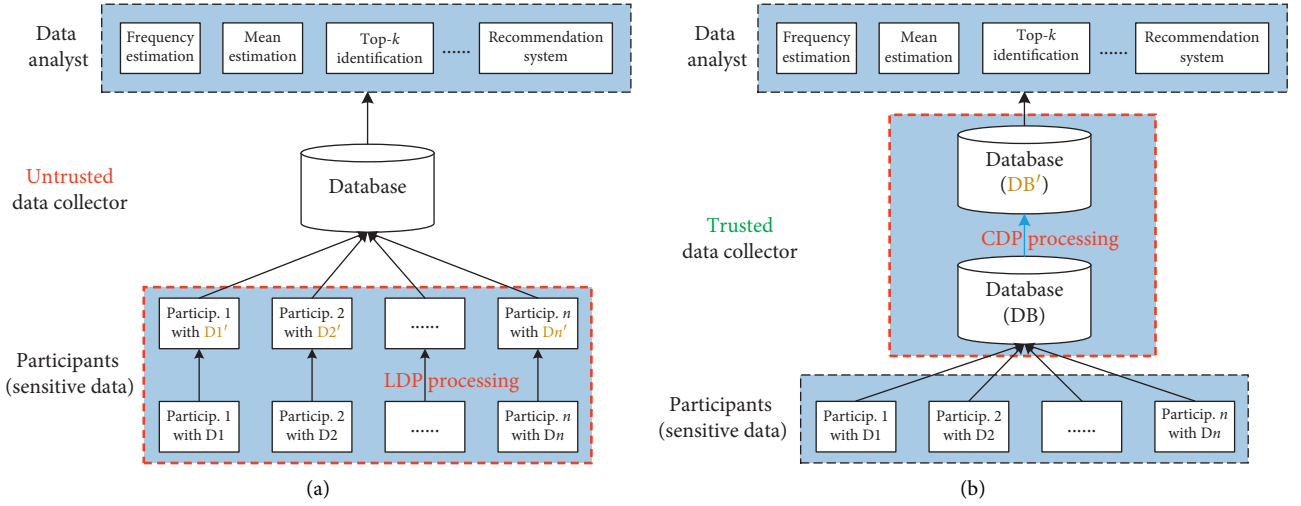 Data
analyst
Frequency
estimation
Mean
estimation
Top-k
identification
......
Recommendation
system
Untrusted
data collector
Database
Participants
(sensitive data)
Particip. 1
with D1′
Particip. 2
with D2′
......
Particip. n
with Dn′
LDP processing
Particip. 1
with D1
Particip. 2
with D2
......
Particip. n
with Dn
(a)
Data
analyst
Frequency
estimation
Mean
estimation
Top-k
identification
......
Recommendation
system
Trusted
data collector
Database
(DB′)
CDP processing
Database
(DB)
Participants
(sensitive data)
Particip. 1
with D1
Particip. 2
with D2
......
Particip. n
with Dn
(b)